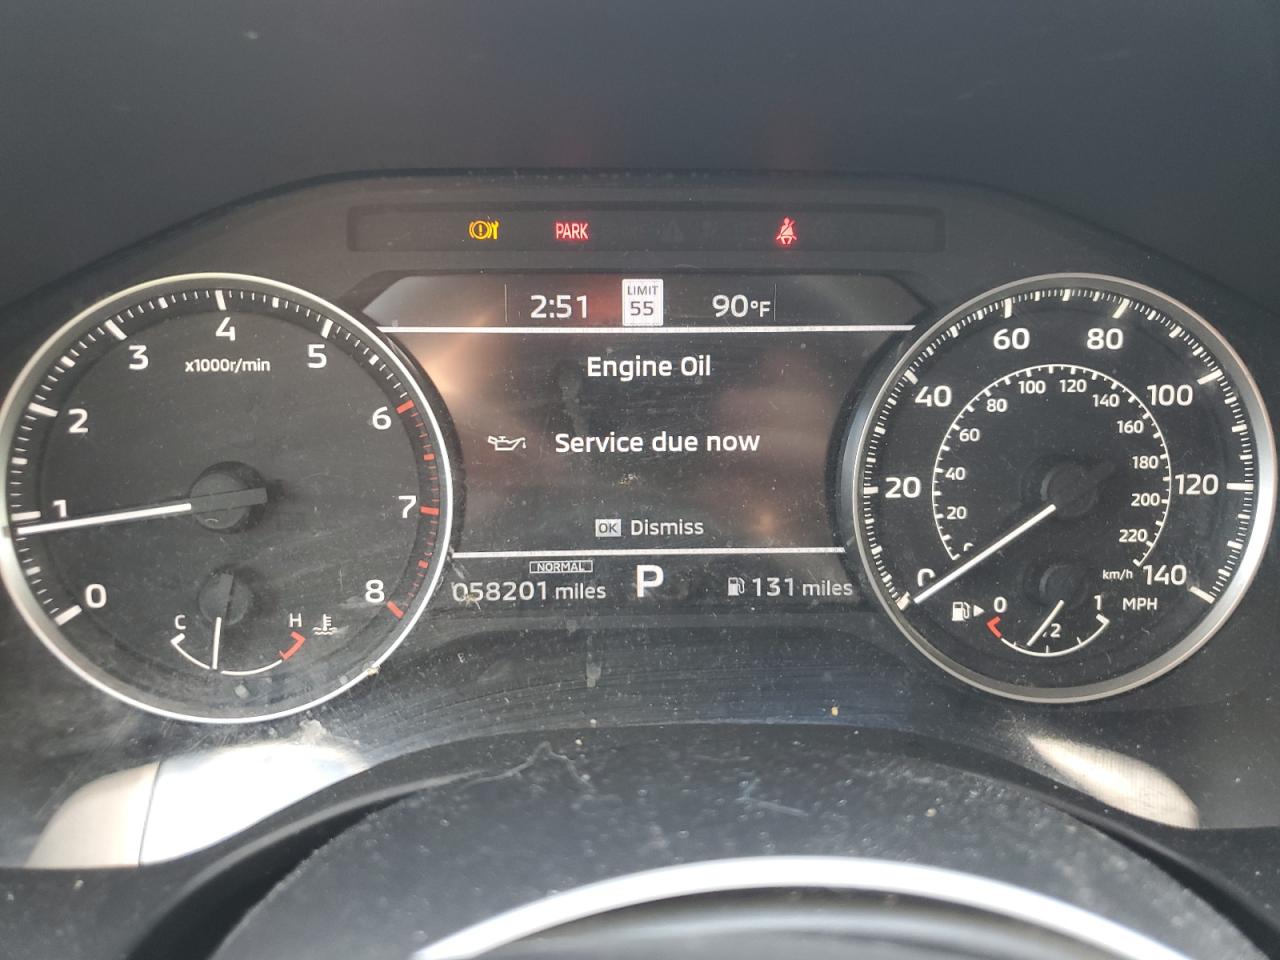 PARK
2:51
LIMIT
55
90°F
Engine Oil
Service due now
OK Dismiss
NORMAL
058201 miles
P
131 miles
0
1
2
3
4
5
6
7
8
x1000r/min
C
H
0
20
40
60
80
100
120
140
MPH
20
40
60
80
100
120
140
160
180
200
220
km/h
0
1